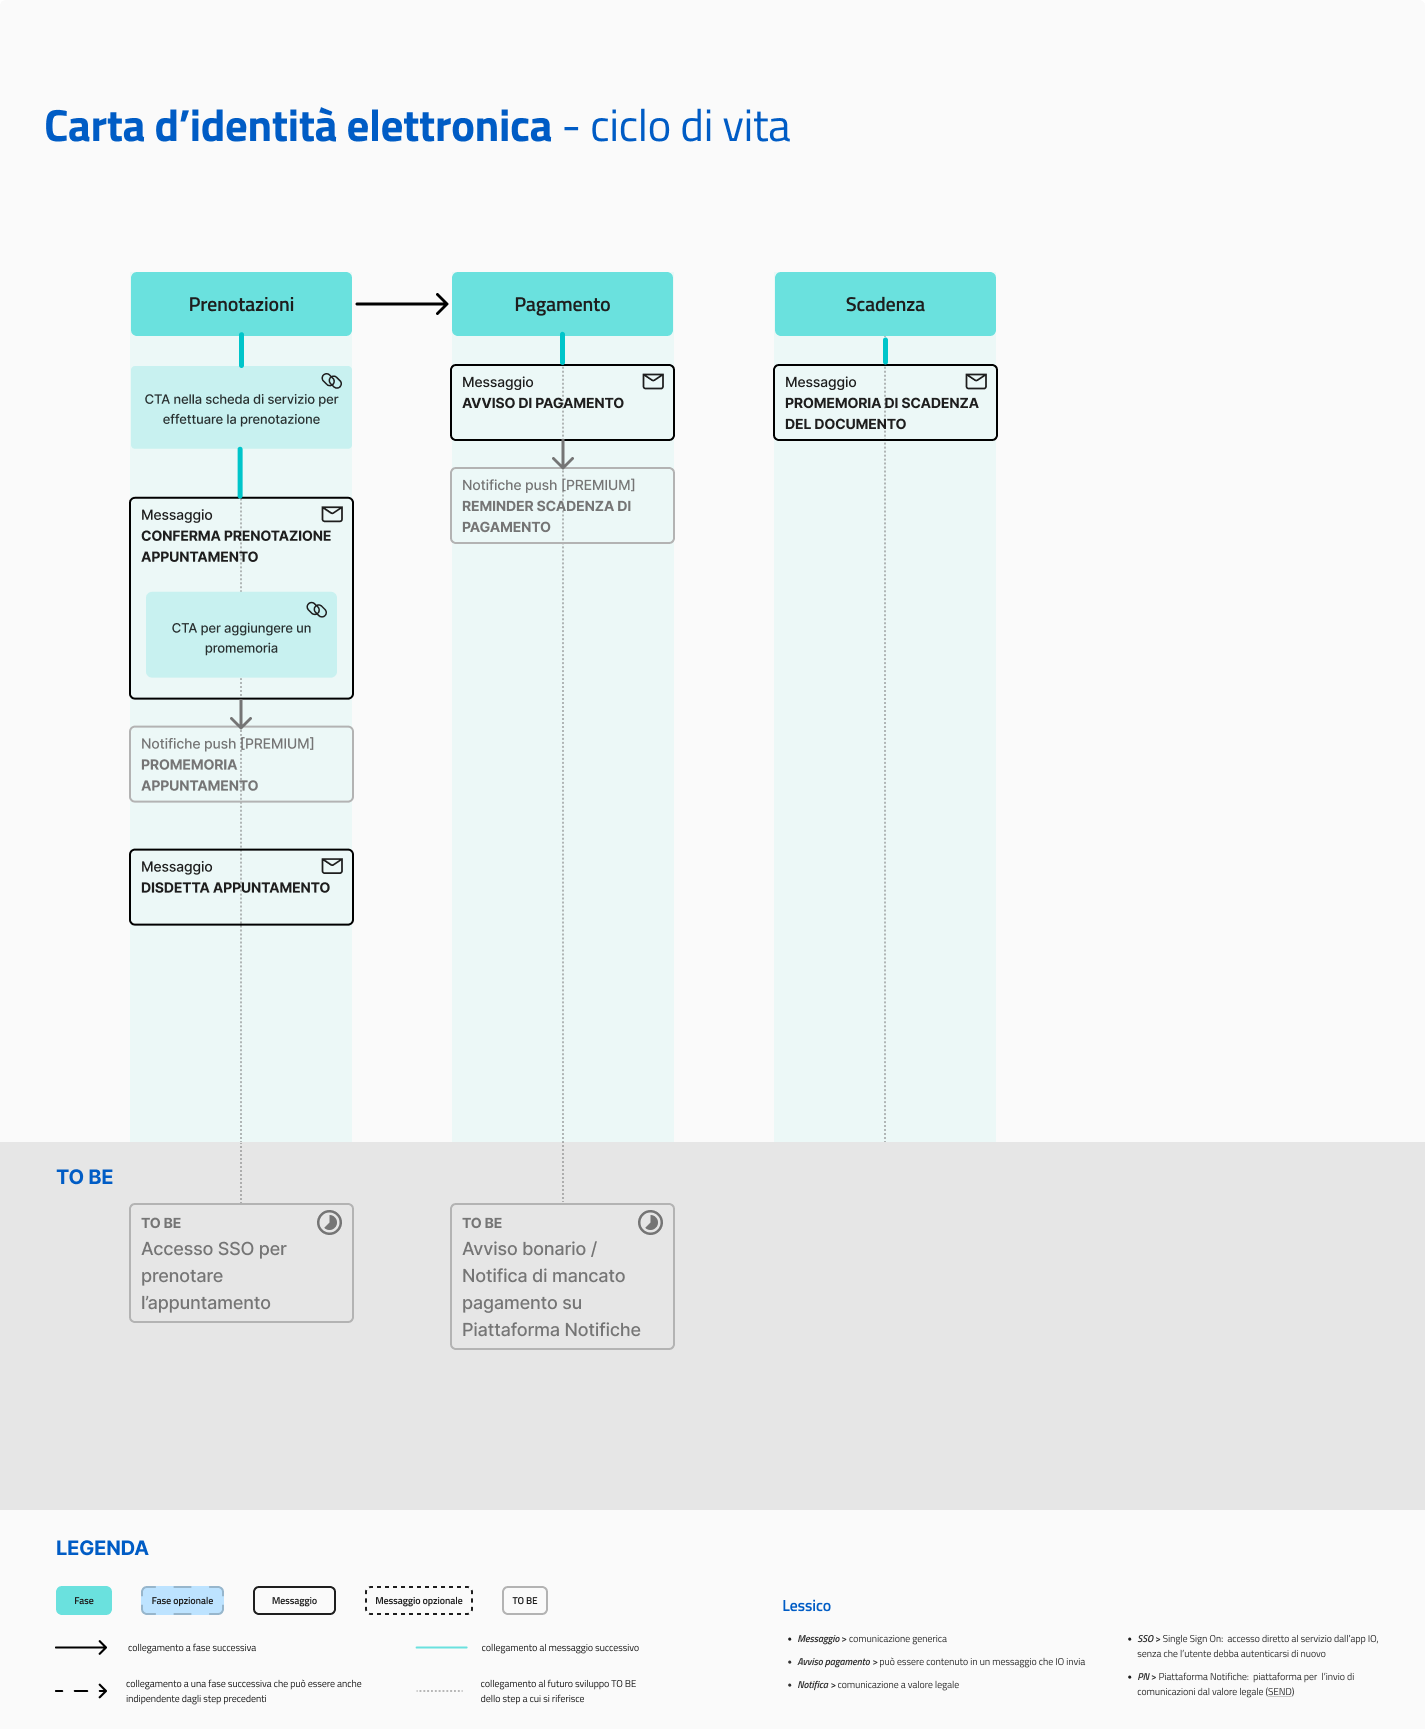 Carta d’identità elettronica - ciclo di vita
Prenotazioni
CTA nella scheda di servizio per
effettuare la prenotazione
Messaggio
CONFERMA PRENOTAZIONE
APPUNTAMENTO
CTA per aggiungere un
promemoria
Notifiche push [PREMIUM]
PROMEMORIA
APPUNTAMENTO
Messaggio
DISDETTA APPUNTAMENTO
Pagamento
Messaggio
AVVISO DI PAGAMENTO
Notifiche push [PREMIUM]
REMINDER SCADENZA DI
PAGAMENTO
Scadenza
Messaggio
PROMEMORIA DI SCADENZA
DEL DOCUMENTO
TO BE
TO BE
Accesso SSO per
prenotare
l’appuntamento
TO BE
Avviso bonario /
Notifica di mancato
pagamento su
Piattaforma Notifiche
LEGENDA
Fase
Fase opzionale
Messaggio
Messaggio opzionale
TO BE
collegamento a fase successiva
collegamento al messaggio successivo
collegamento a una fase successiva che può essere anche
indipendente dagli step precedenti
collegamento al futuro sviluppo TO BE
dello step a cui si riferisce
Lessico
• Messaggio > comunicazione generica
• Avviso pagamento > può essere contenuto in un messaggio che IO invia
• Notifica > comunicazione a valore legale
• SSO > Single Sign On: accesso diretto al servizio dall’app IO,
senza che l’utente debba autenticarsi di nuovo
• PN > Piattaforma Notifiche: piattaforma per l’invio di
comunicazioni dal valore legale (SEND)